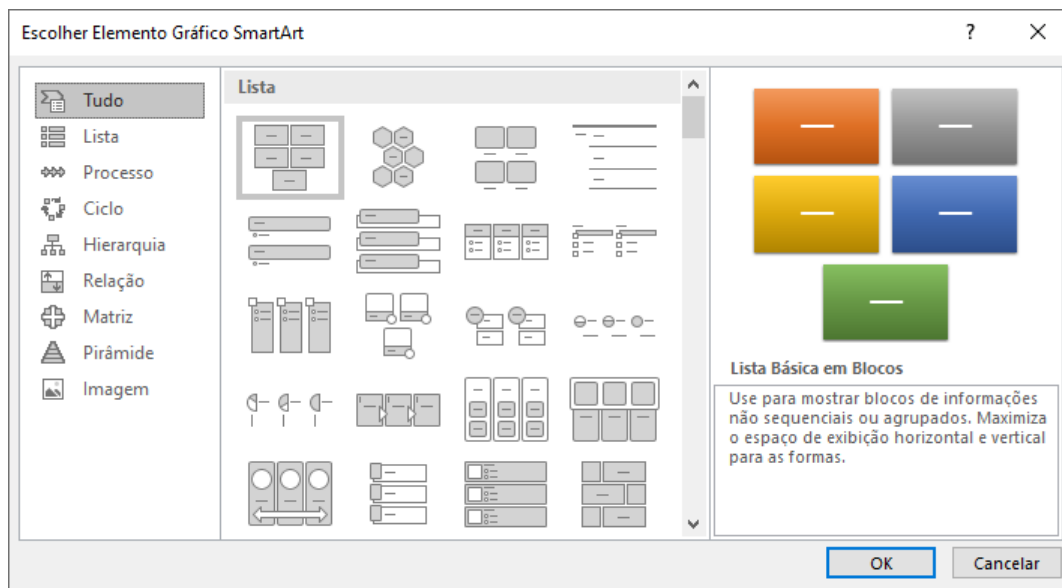 Escolher Elemento Gráfico SmartArt
?
Tudo
Lista
Processo
Ciclo
Hierarquia
Relação
Matriz
Pirâmide
Imagem
Lista
Lista Básica em Blocos
Use para mostrar blocos de informações
não sequenciais ou agrupados. Maximiza
o espaço de exibição horizontal e vertical
para as formas.
OK
Cancelar